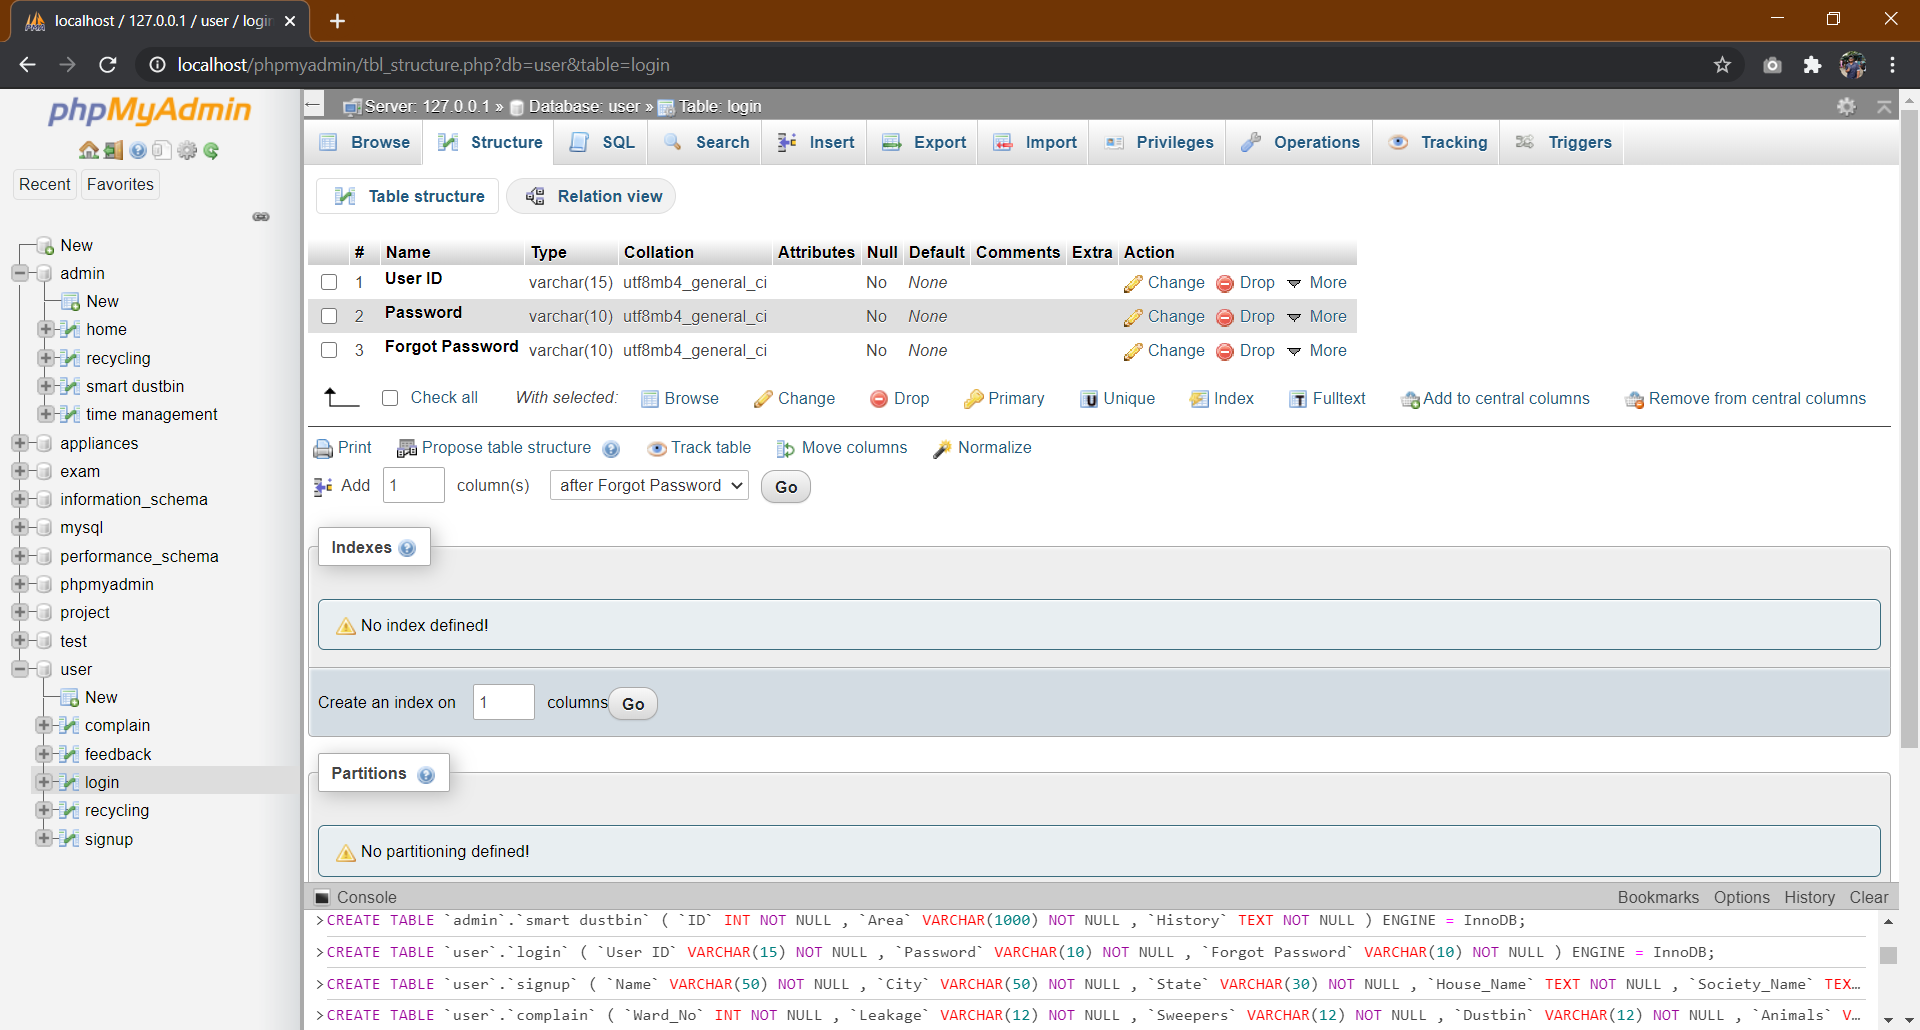 localhost / 127.0.0.1 / user / login
localhost/phpmyadmin/tbl_structure.php?db=user&table=login
phpMyAdmin
Recent
Favorites
New
admin
New
home
recycling
smart dustbin
time management
appliances
exam
information_schema
mysql
performance_schema
phpmyadmin
project
test
user
New
complain
feedback
login
recycling
signup
Server: 127.0.0.1 » Database: user » Table: login
Browse Structure SQL Search Insert Export Import Privileges Operations Tracking Triggers
Table structure Relation view
# Name Type Collation Attributes Null Default Comments Extra Action
1 User ID varchar(15) utf8mb4_general_ci No None Change Drop More
2 Password varchar(10) utf8mb4_general_ci No None Change Drop More
3 Forgot Password varchar(10) utf8mb4_general_ci No None Change Drop More
Check all With selected: Browse Change Drop Primary Unique Index Fulltext Add to central columns Remove from central columns
Print Propose table structure Track table Move columns Normalize
Add 1 column(s) after Forgot Password Go
Indexes
No index defined!
Create an index on 1 columns Go
Partitions
No partitioning defined!
Console Bookmarks Options History Clear
>CREATE TABLE `admin`.`smart dustbin` ( `ID` INT NOT NULL , `Area` VARCHAR(1000) NOT NULL , `History` TEXT NOT NULL ) ENGINE = InnoDB;
>CREATE TABLE `user`.`login` ( `User ID` VARCHAR(15) NOT NULL , `Password` VARCHAR(10) NOT NULL , `Forgot Password` VARCHAR(10) NOT NULL ) ENGINE = InnoDB;
>CREATE TABLE `user`.`signup` ( `Name` VARCHAR(50) NOT NULL , `City` VARCHAR(50) NOT NULL , `State` VARCHAR(30) NOT NULL , `House_Name` TEXT NOT NULL , `Society_Name` TEX…
>CREATE TABLE `user`.`complain` ( `Ward_No` INT NOT NULL , `Leakage` VARCHAR(12) NOT NULL , `Sweepers` VARCHAR(12) NOT NULL , `Dustbin` VARCHAR(12) NOT NULL , `Animals` V…